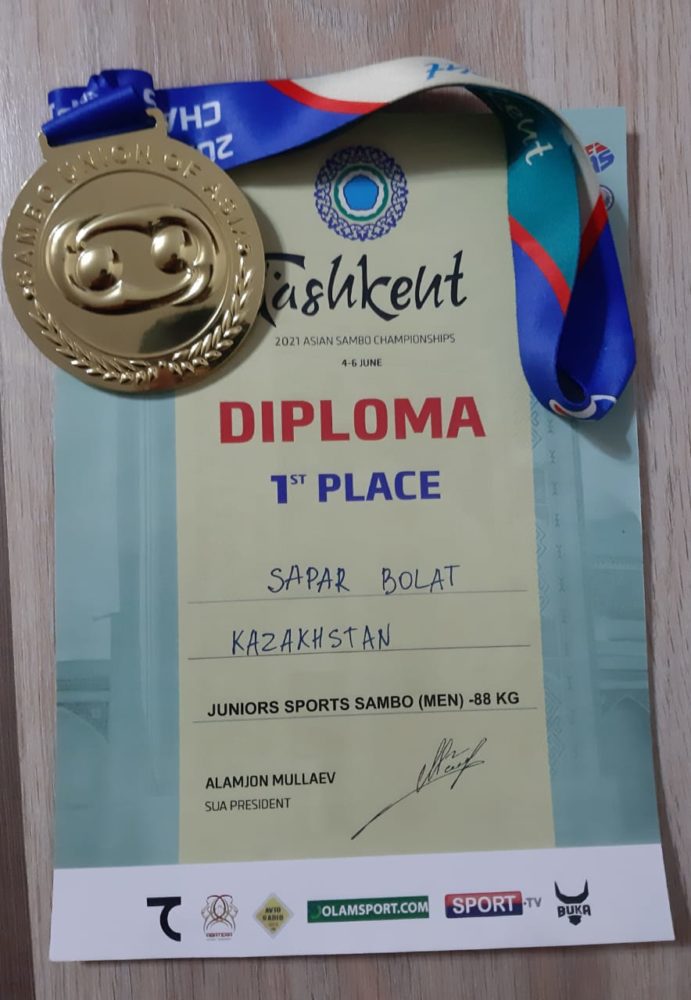 SAMBO UNION OF ASIA
Tashkent
2021 ASIAN SAMBO CHAMPIONSHIPS
4-6 JUNE
DIPLOMA
1ST PLACE
SAPAR BOLAT
KAZAKHSTAN
JUNIORS SPORTS SAMBO (MEN) -88 KG
ALAMJON MULLAEV
SUA PRESIDENT
OLAMSPORT.COM
SPORT-TV
BUKA